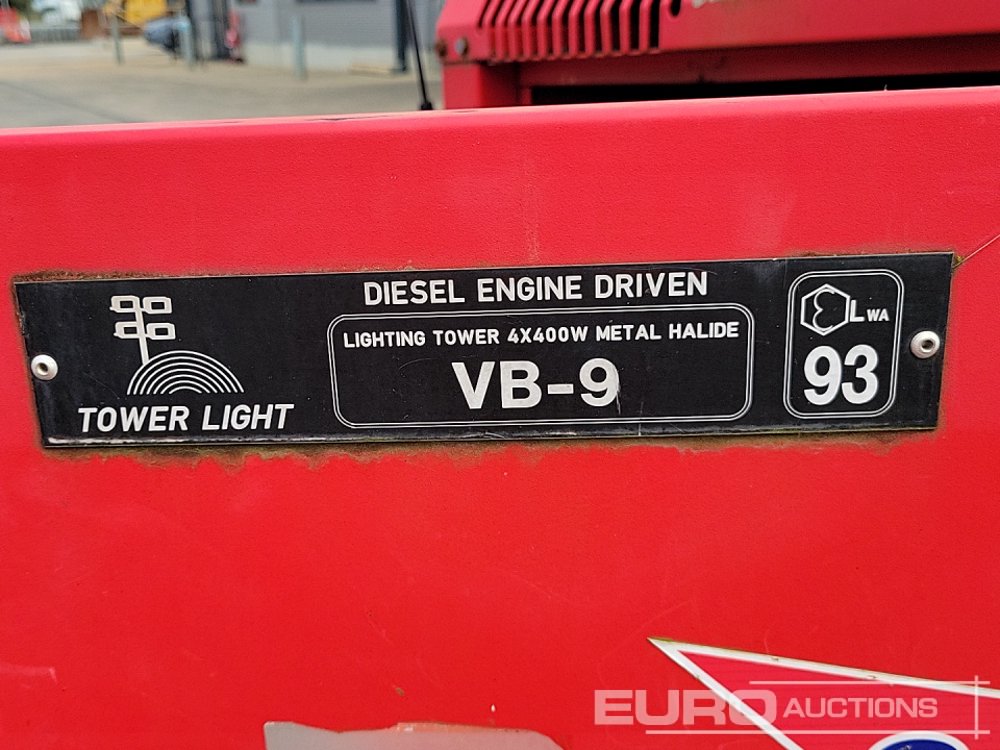 DIESEL ENGINE DRIVEN
LIGHTING TOWER 4X400W METAL HALIDE
VB-9
TOWER LIGHT
LWA
93
EURO AUCTIONS